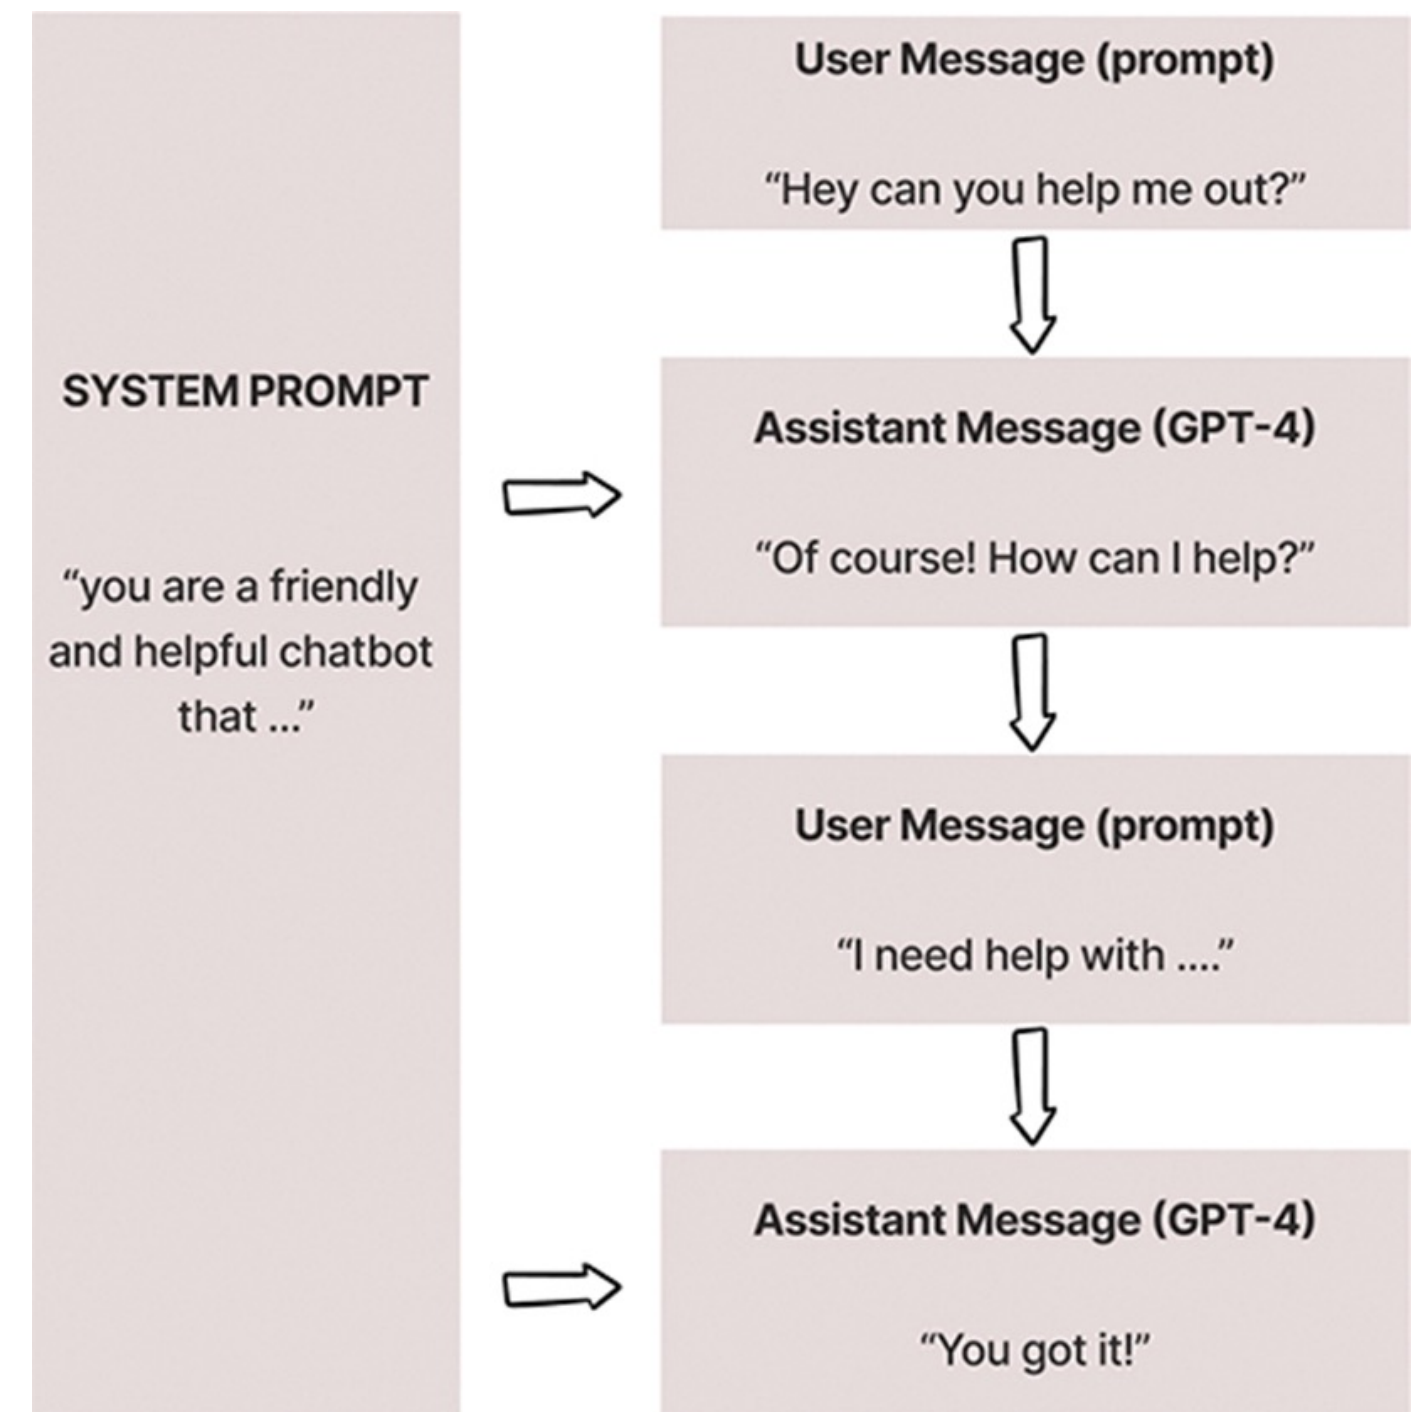 SYSTEM PROMPT
“you are a friendly
and helpful chatbot
that ...”
User Message (prompt)
“Hey can you help me out?”
Assistant Message (GPT-4)
“Of course! How can I help?”
User Message (prompt)
“I need help with ....”
Assistant Message (GPT-4)
“You got it!”